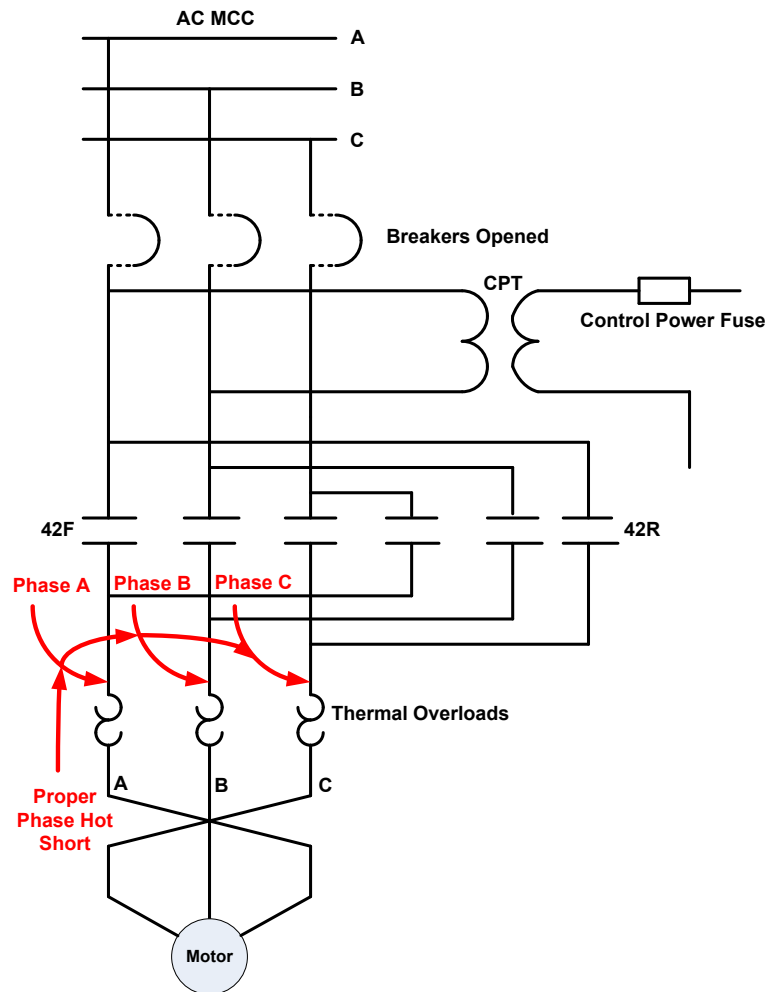 AC MCC
A
B
C
Breakers Opened
CPT
Control Power Fuse
42F
42R
Phase A
Phase B
Phase C
Thermal Overloads
A
B
C
Proper
Phase Hot
Short
Motor